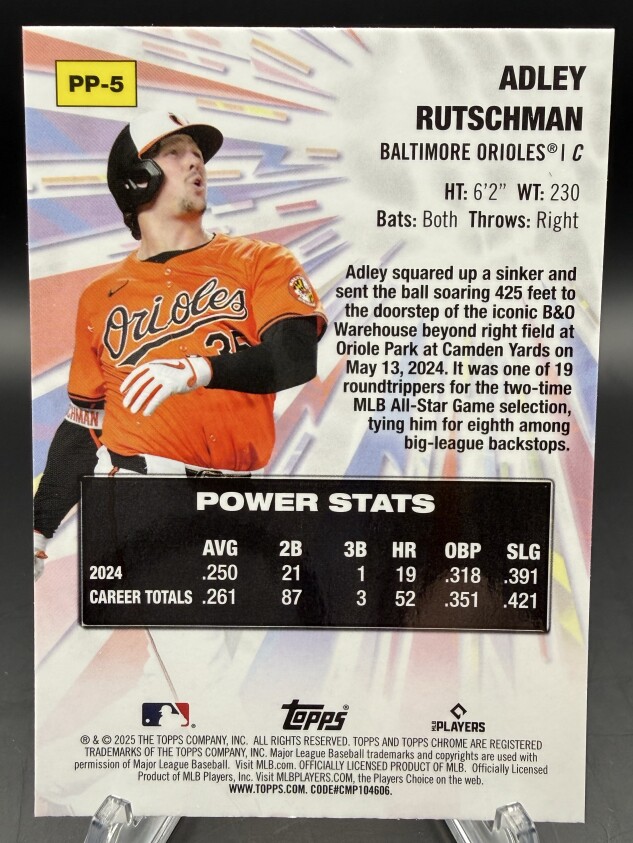 PP-5
ADLEY
RUTSCHMAN
BALTIMORE ORIOLES® | C
HT: 6'2" WT: 230
Bats: Both Throws: Right
Adley squared up a sinker and
sent the ball soaring 425 feet to
the doorstep of the iconic B&O
Warehouse beyond right field at
Oriole Park at Camden Yards on
May 13, 2024. It was one of 19
roundtrippers for the two-time
MLB All-Star Game selection,
tying him for eighth among
big-league backstops.
Orioles
35
HMAN
POWER STATS
AVG 2B 3B HR OBP SLG
2024 .250 21 1 19 .318 .391
CAREER TOTALS .261 87 3 52 .351 .421
Topps®
MLB PLAYERS
® & © 2025 THE TOPPS COMPANY, INC. ALL RIGHTS RESERVED. TOPPS AND TOPPS CHROME ARE REGISTERED
TRADEMARKS OF THE TOPPS COMPANY, INC. Major League Baseball trademarks and copyrights are used with
permission of Major League Baseball. Visit MLB.com. OFFICIALLY LICENSED PRODUCT OF MLB. Officially Licensed
Product of MLB Players, Inc. Visit MLBPLAYERS.COM, the Players Choice on the web.
WWW.TOPPS.COM. CODE#CMP104606.